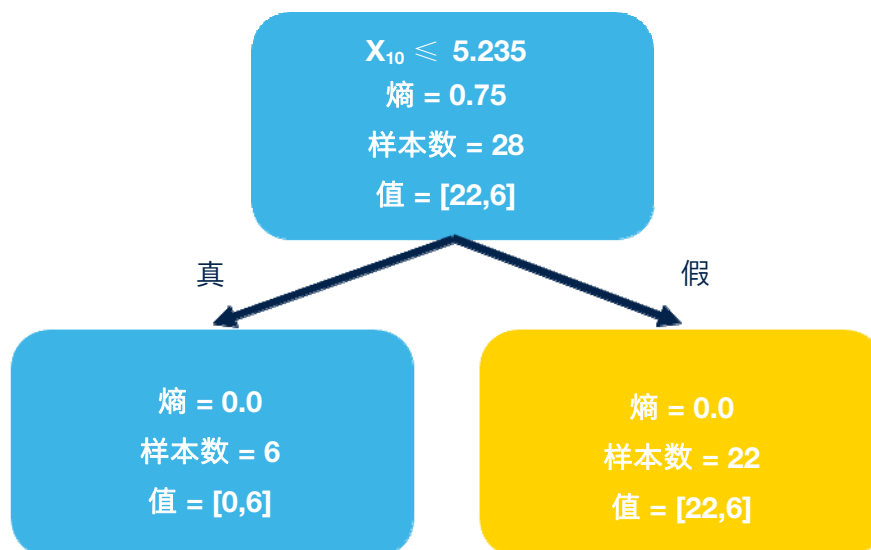 X₁₀ ≤ 5.235
熵 = 0.75
样本数 = 28
值 = [22,6]
真
假
熵 = 0.0
样本数 = 6
值 = [0,6]
熵 = 0.0
样本数 = 22
值 = [22,6]